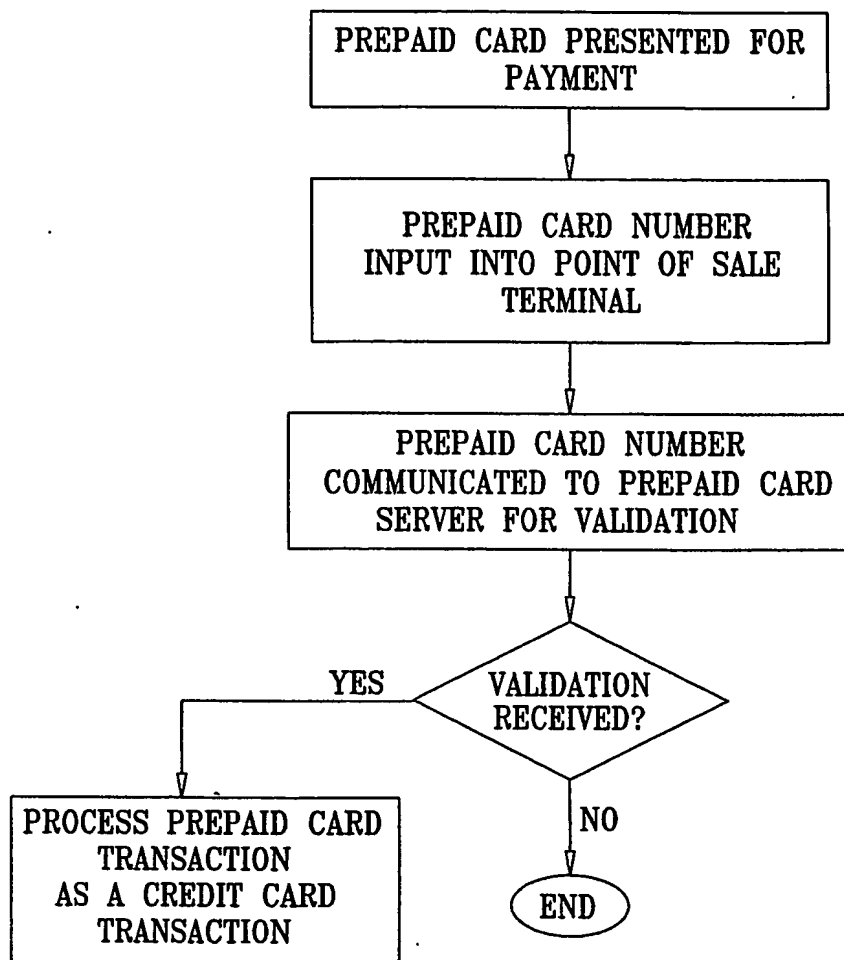 PREPAID CARD PRESENTED FOR
PAYMENT
PREPAID CARD NUMBER
INPUT INTO POINT OF SALE
TERMINAL
PREPAID CARD NUMBER
COMMUNICATED TO PREPAID CARD
SERVER FOR VALIDATION
VALIDATION
RECEIVED?
YES
NO
PROCESS PREPAID CARD
TRANSACTION
AS A CREDIT CARD
TRANSACTION
END